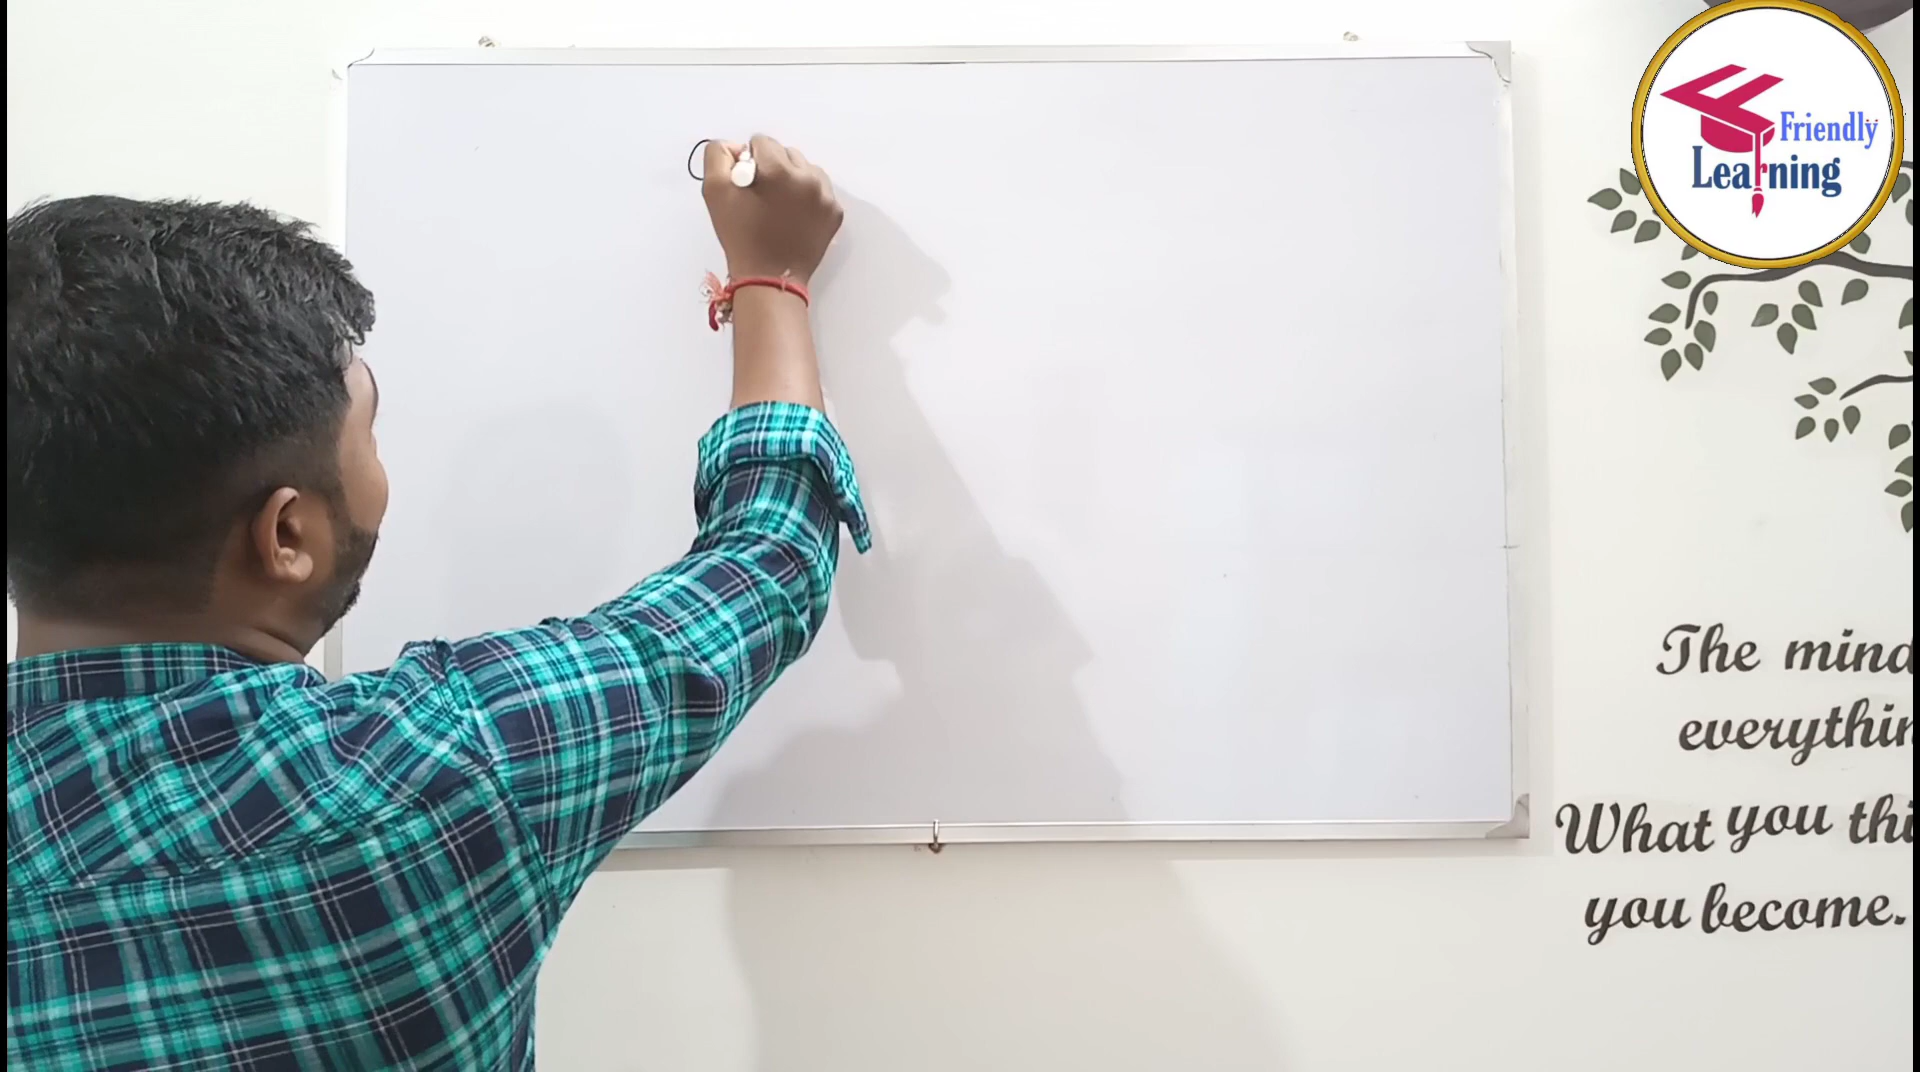 Friendly
Learning
The mind
everythin
What you thi
you become.